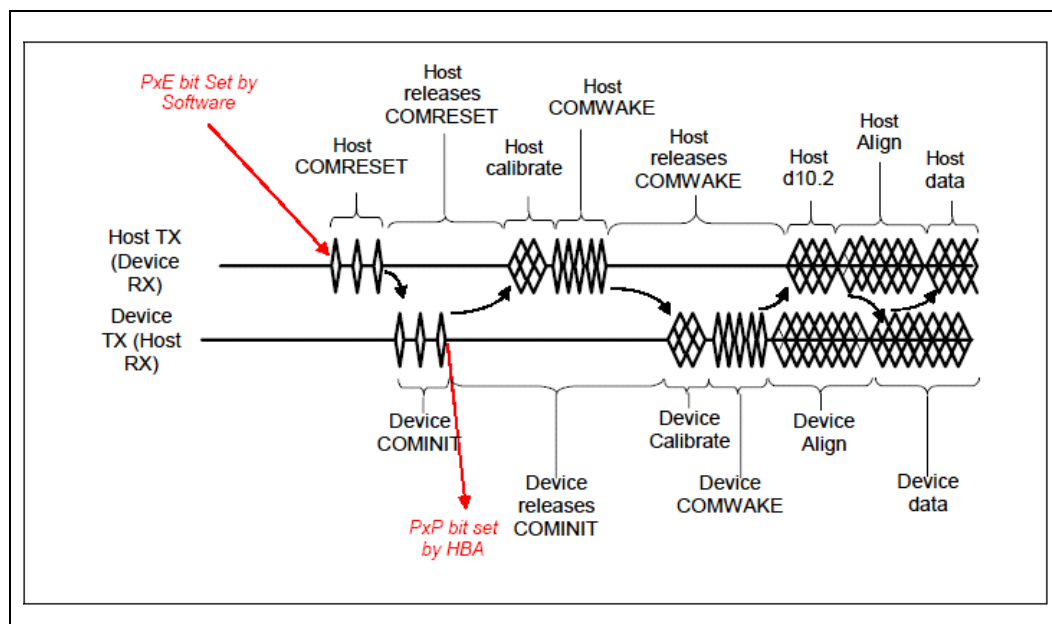 PxE bit Set by
Software
Host
COMRESET
Host
releases
COMRESET
Host
calibrate
Host
COMWAKE
Host
releases
COMWAKE
Host
d10.2
Host
Align
Host
data
Host TX
(Device
RX)
Device
TX (Host
RX)
Device
COMINIT
PxP bit set
by HBA
Device
releases
COMINIT
Device
Calibrate
Device
COMWAKE
Device
Align
Device
data